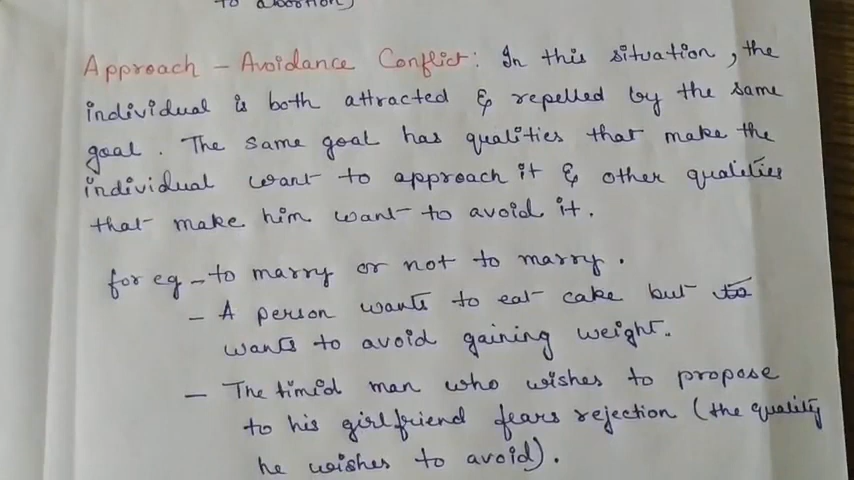 to abortion)
Approach - Avoidance Conflict : In this situation, the
individual is both attracted & repelled by the same
goal. The same goal has qualities that make the
individual want to approach it & other qualities
that make him want to avoid it.
for eg - to marry or not to marry.
- A person wants to eat cake but
wants to avoid gaining weight.
- The timid man who wishes to propose
to his girlfriend fears rejection (the quality
he wishes to avoid).